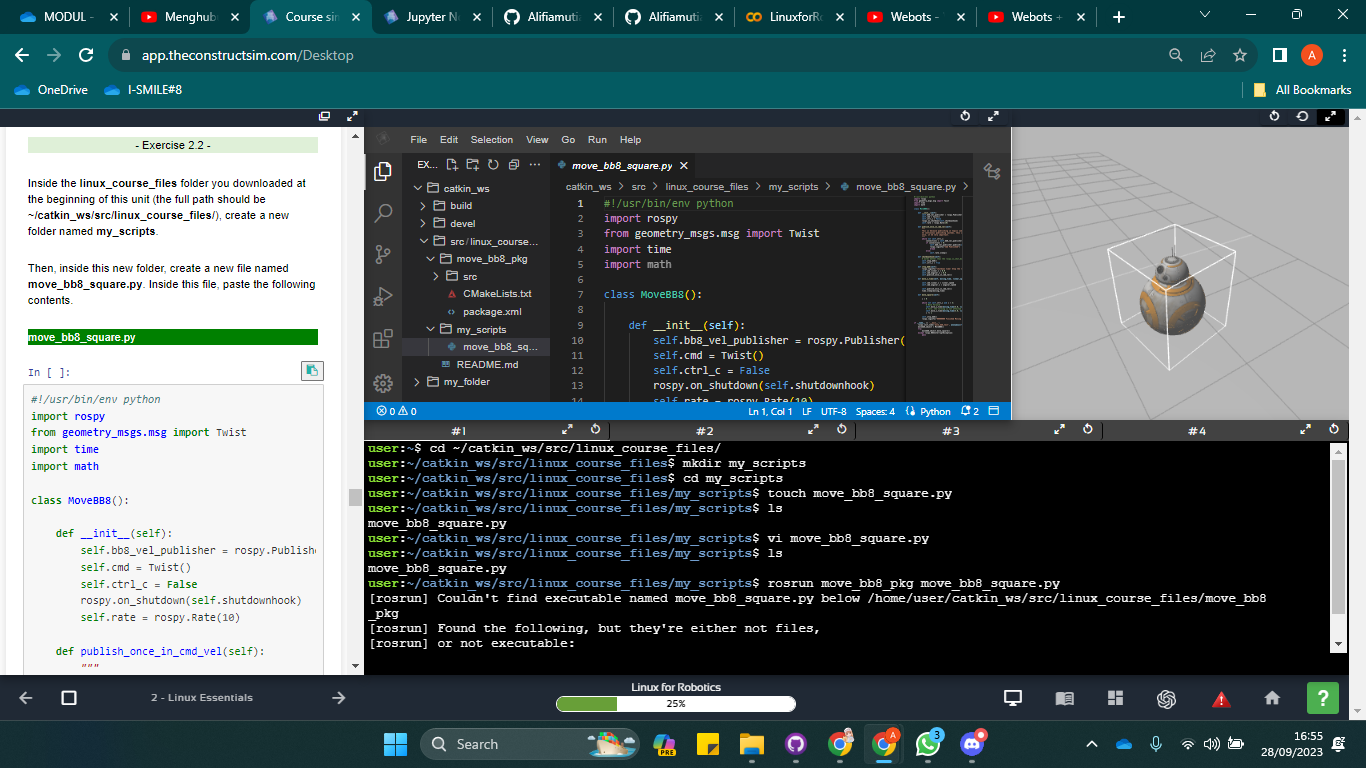 MODUL -
Menghub
Course sim
Jupyter N
Alifiamuti
Alifiamuti
LinuxforRo
Webots -
Webots +
app.theconstructsim.com/Desktop
A
OneDrive
I-SMILE#8
All Bookmarks
- Exercise 2.2 -
Inside the linux_course_files folder you downloaded at
the beginning of this unit (the full path should be
~/catkin_ws/src/linux_course_files/), create a new
folder named my_scripts.
Then, inside this new folder, create a new file named
move_bb8_square.py. Inside this file, paste the following
contents.
move_bb8_square.py
In [ ]:
#!/usr/bin/env python
import rospy
from geometry_msgs.msg import Twist
import time
import math
class MoveBB8():
def __init__(self):
self.bb8_vel_publisher = rospy.Publish
self.cmd = Twist()
self.ctrl_c = False
rospy.on_shutdown(self.shutdownhook)
self.rate = rospy.Rate(10)
def publish_once_in_cmd_vel(self):
"""
File Edit Selection View Go Run Help
EX...
catkin_ws
build
devel
src/linux_course...
move_bb8_pkg
src
CMakeLists.txt
package.xml
my_scripts
move_bb8_sq...
README.md
my_folder
move_bb8_square.py
catkin_ws > src > linux_course_files > my_scripts > move_bb8_square.py >
1 #!/usr/bin/env python
2 import rospy
3 from geometry_msgs.msg import Twist
4 import time
5 import math
6
7 class MoveBB8():
8
9 def __init__(self):
10 self.bb8_vel_publisher = rospy.Publisher(
11 self.cmd = Twist()
12 self.ctrl_c = False
13 rospy.on_shutdown(self.shutdownhook)
14 self.rate = rospy.Rate(10)
0 0
Ln 1, Col 1 LF UTF-8 Spaces: 4 Python 2
#1 #2 #3 #4
user:~$ cd ~/catkin_ws/src/linux_course_files/
user:~/catkin_ws/src/linux_course_files$ mkdir my_scripts
user:~/catkin_ws/src/linux_course_files$ cd my_scripts
user:~/catkin_ws/src/linux_course_files/my_scripts$ touch move_bb8_square.py
user:~/catkin_ws/src/linux_course_files/my_scripts$ ls
move_bb8_square.py
user:~/catkin_ws/src/linux_course_files/my_scripts$ vi move_bb8_square.py
user:~/catkin_ws/src/linux_course_files/my_scripts$ ls
move_bb8_square.py
user:~/catkin_ws/src/linux_course_files/my_scripts$ rosrun move_bb8_pkg move_bb8_square.py
[rosrun] Couldn't find executable named move_bb8_square.py below /home/user/catkin_ws/src/linux_course_files/move_bb8
_pkg
[rosrun] Found the following, but they're either not files,
[rosrun] or not executable:
2 - Linux Essentials
Linux for Robotics
25%
?
Search
PRE
A
3
16:55
28/09/2023